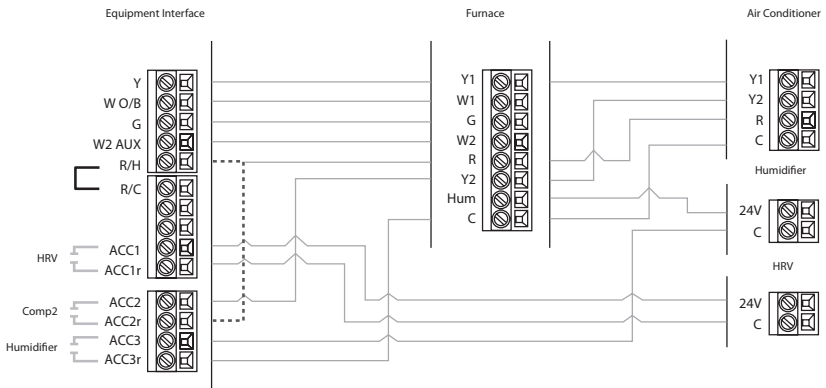 Equipment Interface
Furnace
Air Conditioner
Y
W O/B
G
W2 AUX
R/H
R/C
HRV
ACC1
ACC1r
Comp2
ACC2
ACC2r
Humidifier
ACC3
ACC3r
Y1
W1
G
W2
R
Y2
Hum
C
Y1
Y2
R
C
Humidifier
24V
C
HRV
24V
C